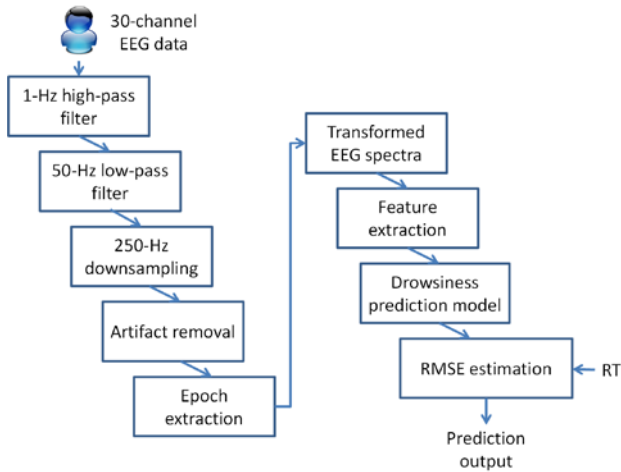 30-channel
EEG data
1-Hz high-pass
filter
50-Hz low-pass
filter
250-Hz
downsampling
Artifact removal
Epoch
extraction
Transformed
EEG spectra
Feature
extraction
Drowsiness
prediction model
RMSE estimation
RT
Prediction
output